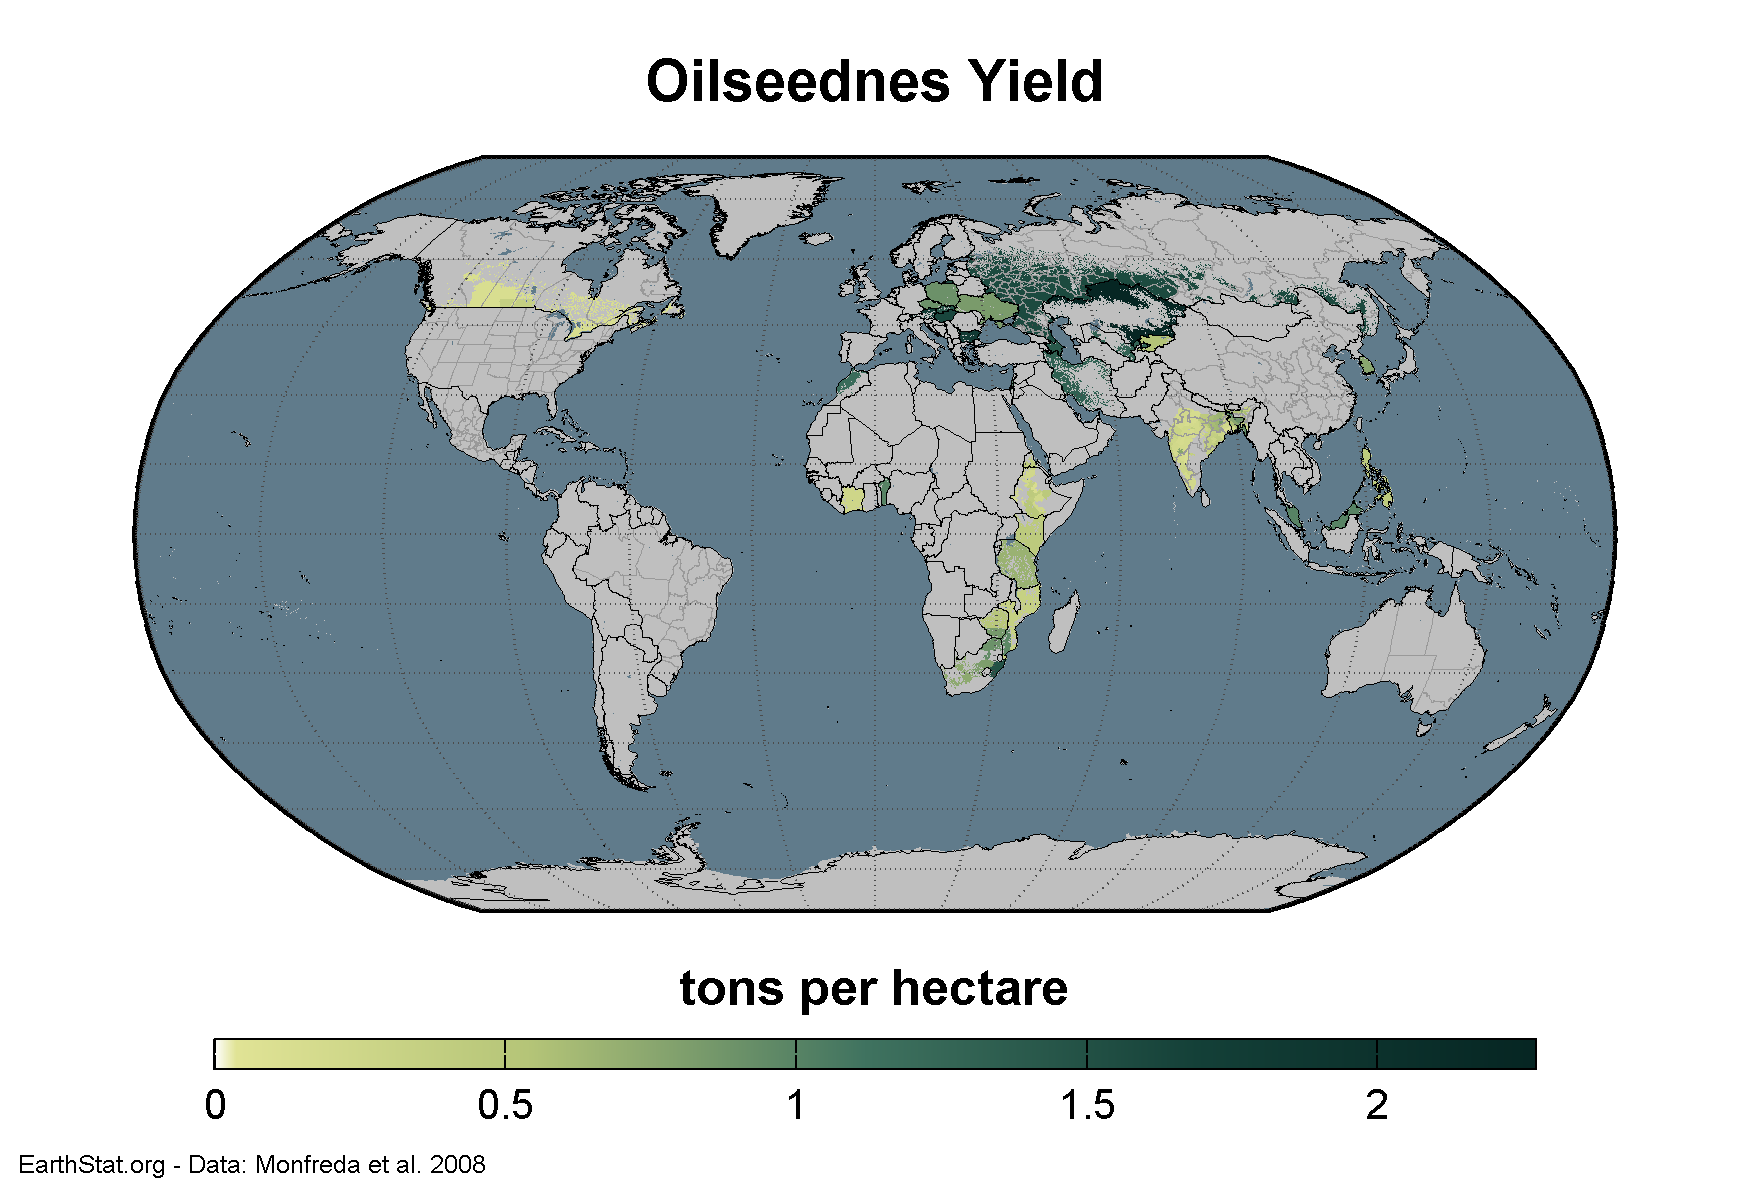 Oilseednes Yield
tons per hectare
0 0.5 1 1.5 2
EarthStat.org - Data: Monfreda et al. 2008